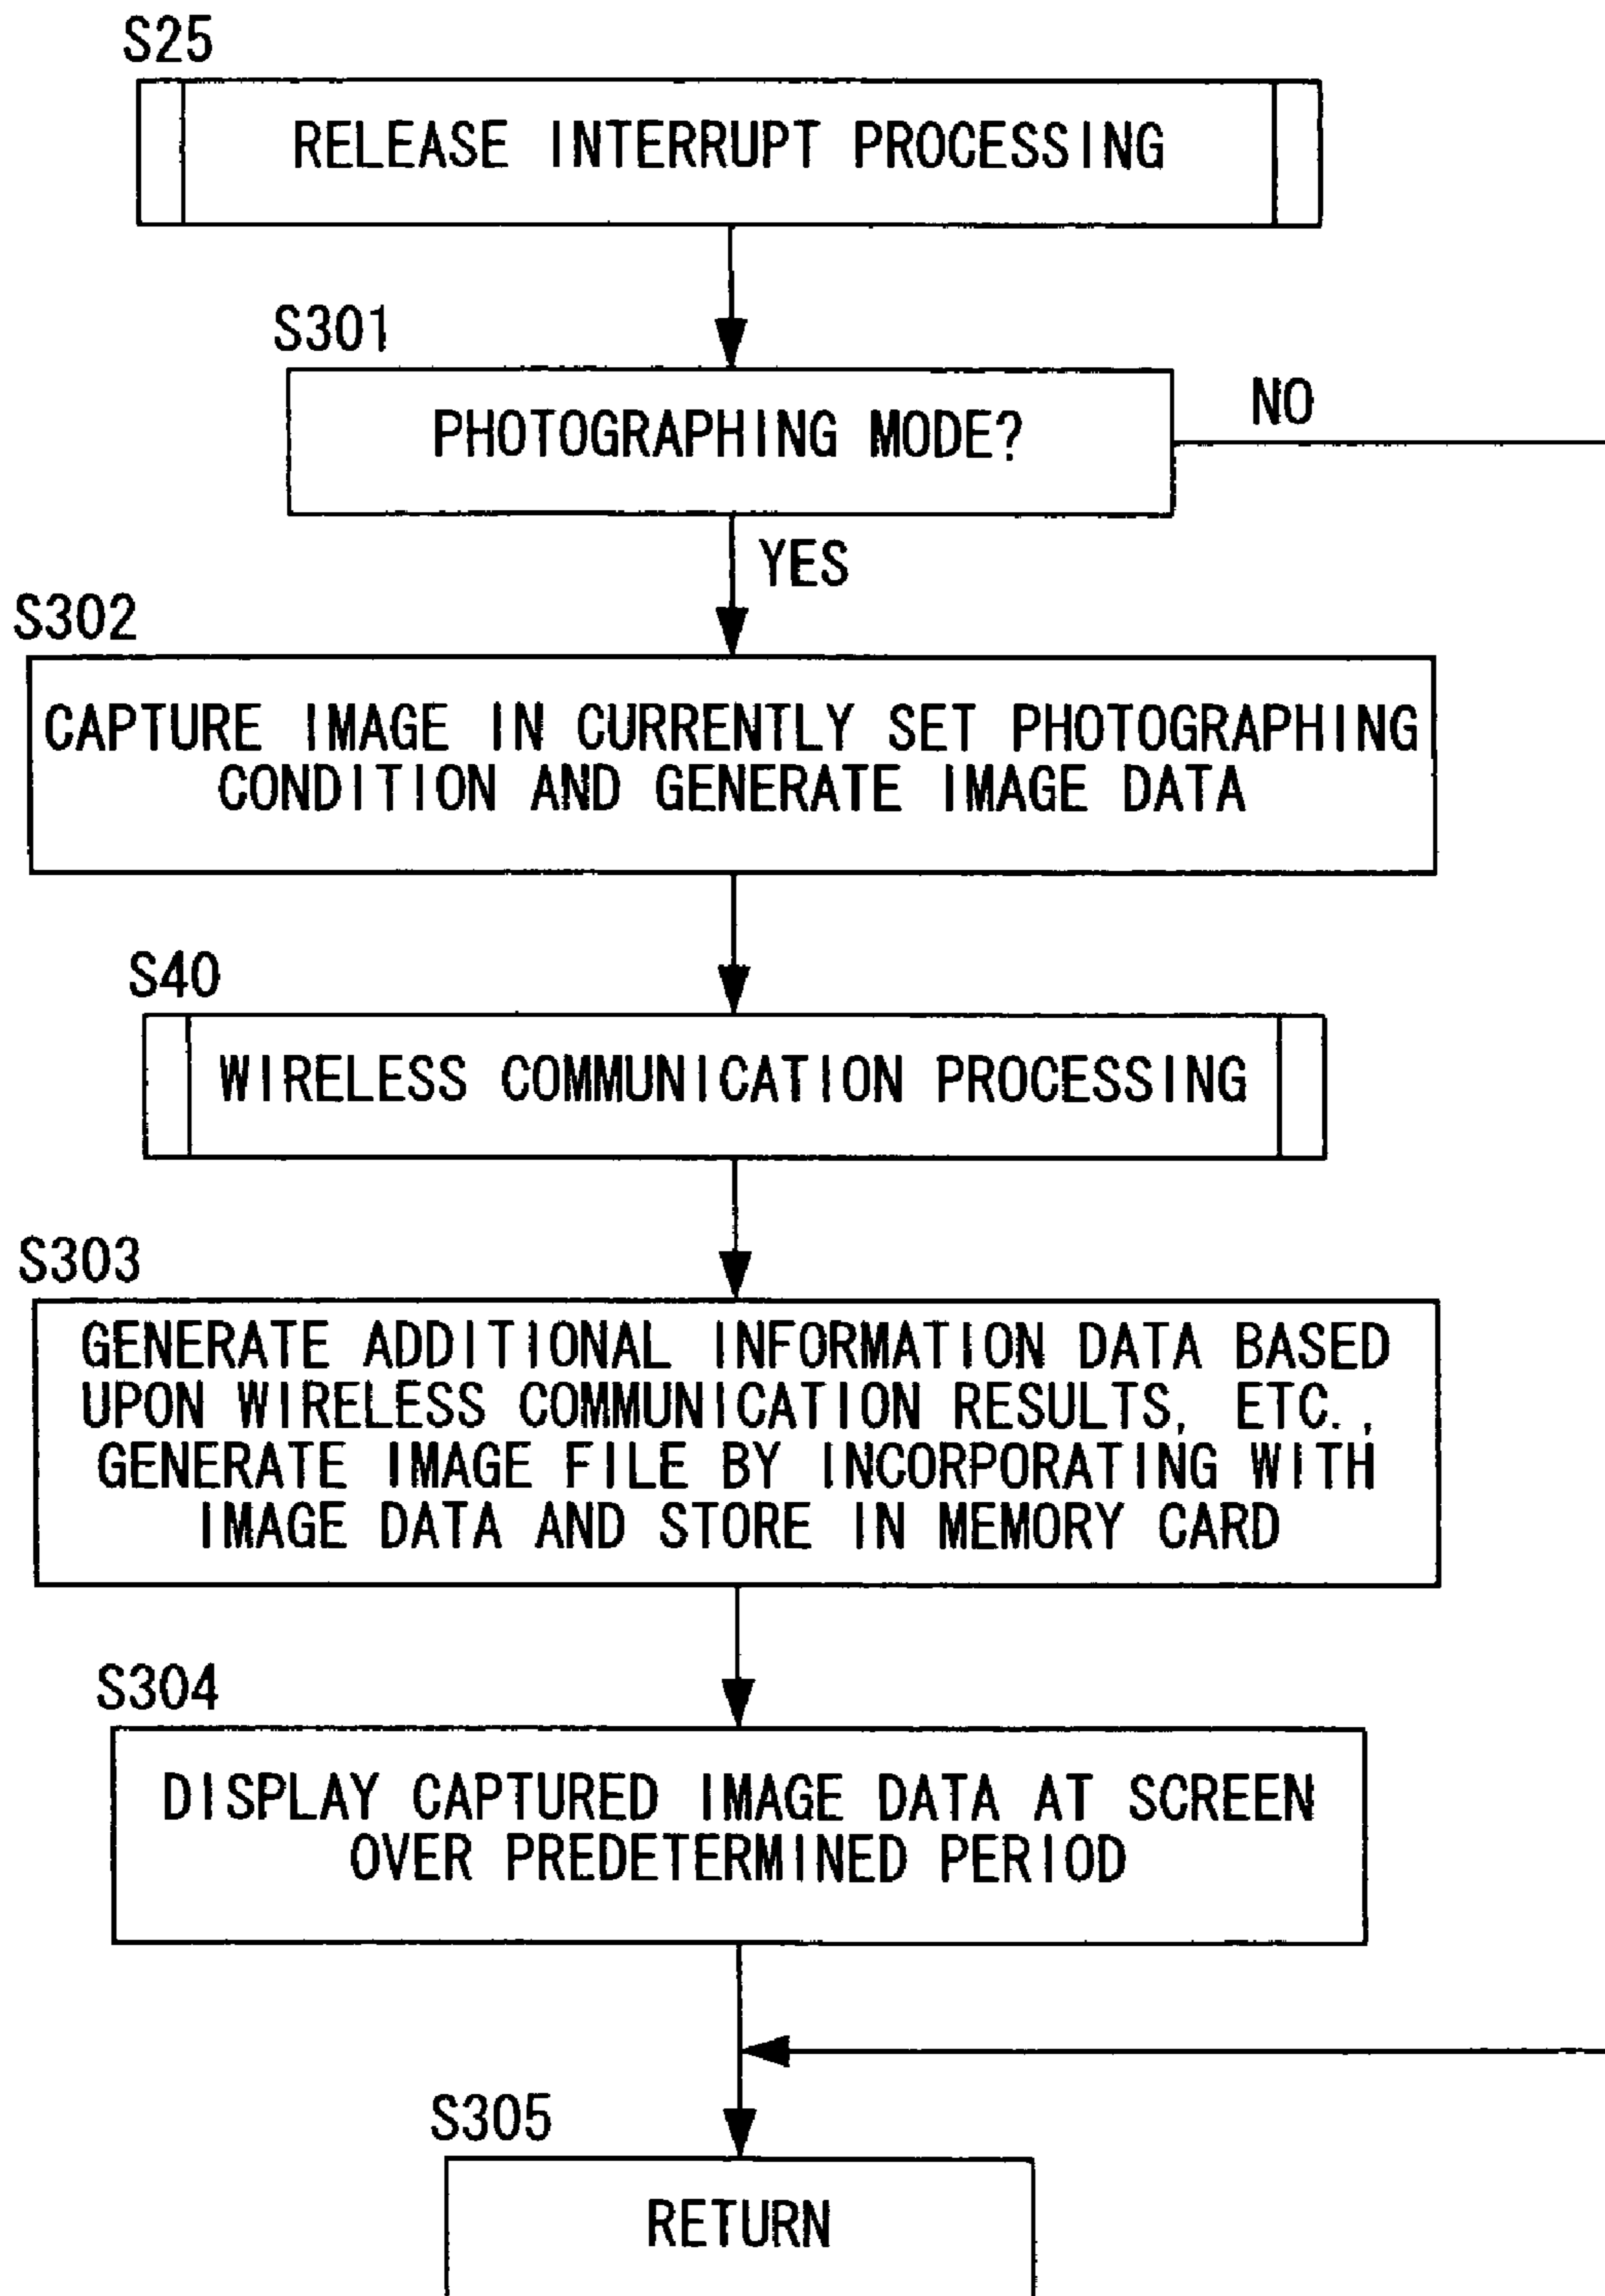 S25
RELEASE INTERRUPT PROCESSING
S301
PHOTOGRAPHING MODE?
NO
YES
S302
CAPTURE IMAGE IN CURRENTLY SET PHOTOGRAPHING
CONDITION AND GENERATE IMAGE DATA
S40
WIRELESS COMMUNICATION PROCESSING
S303
GENERATE ADDITIONAL INFORMATION DATA BASED
UPON WIRELESS COMMUNICATION RESULTS, ETC.,
GENERATE IMAGE FILE BY INCORPORATING WITH
IMAGE DATA AND STORE IN MEMORY CARD
S304
DISPLAY CAPTURED IMAGE DATA AT SCREEN
OVER PREDETERMINED PERIOD
S305
RETURN